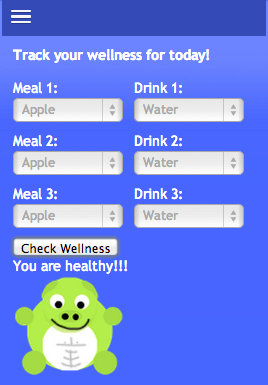 Track your wellness for today!
Meal 1: Drink 1:
Apple Water
Meal 2: Drink 2:
Apple Water
Meal 3: Drink 3:
Apple Water
Check Wellness
You are healthy!!!